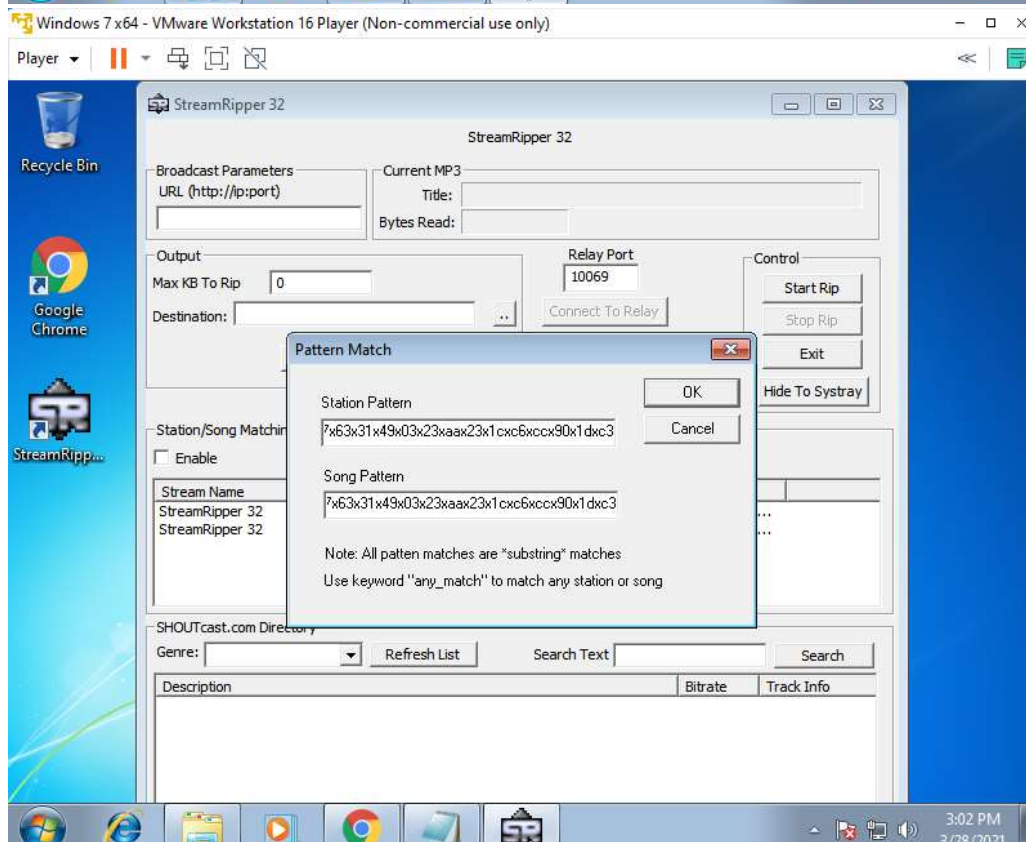 Windows 7 x64 - VMware Workstation 16 Player (Non-commercial use only)
Player
Recycle Bin
StreamRipper 32
StreamRipper 32
Broadcast Parameters
URL (http://ip:port)
Current MP3
Title:
Bytes Read:
Google
Chrome
Output
Max KB To Rip 0
Destination:
..
Relay Port
10069
Connect To Relay
Control
Start Rip
Stop Rip
Exit
Hide To Systray
StreamRipp...
Pattern Match
Station Pattern
7x63x31x49x03x23xaax23x1cxc6xccx90x1dxc3
Song Pattern
7x63x31x49x03x23xaax23x1cxc6xccx90x1dxc3
Note: All patten matches are *substring* matches
Use keyword "any_match" to match any station or song
OK
Cancel
Station/Song Matchin
Enable
Stream Name
StreamRipper 32
StreamRipper 32
...
...
SHOUTcast.com Directory
Genre:
Refresh List
Search Text
Search
Description Bitrate Track Info
3:02 PM
3/28/2021